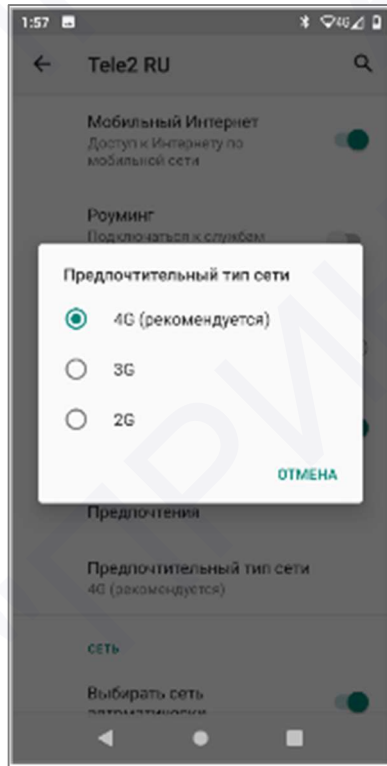 1:57
4G
Tele2 RU
Мобильный Интернет
Доступ к Интернету по
мобильной сети
Роуминг
Подключаться к службам
Предпочтительный тип сети
4G (рекомендуется)
3G
2G
ОТМЕНА
Предпочтения
Предпочтительный тип сети
4G (рекомендуется)
СЕТЬ
Выбирать сеть
автоматически